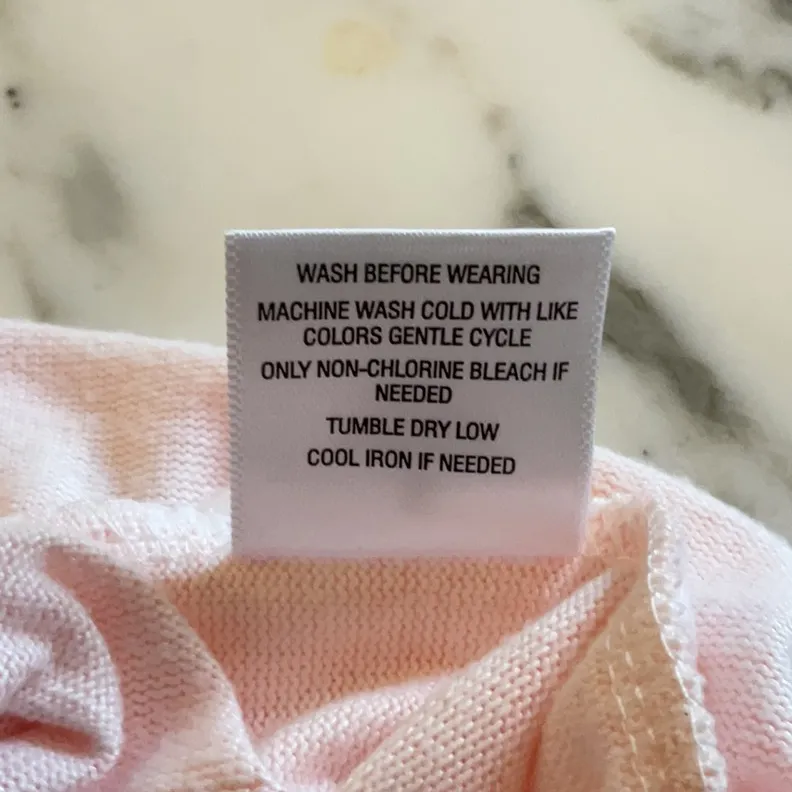 WASH BEFORE WEARING
MACHINE WASH COLD WITH LIKE
COLORS GENTLE CYCLE
ONLY NON-CHLORINE BLEACH IF
NEEDED
TUMBLE DRY LOW
COOL IRON IF NEEDED